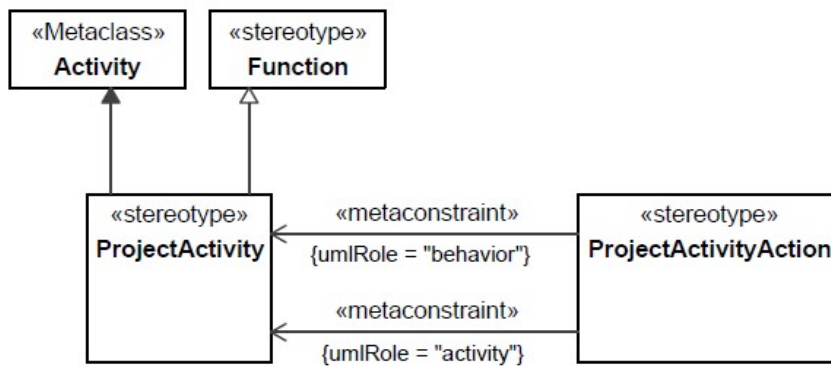 «Metaclass»
Activity
«stereotype»
Function
«stereotype»
ProjectActivity
«metaconstraint»
{umlRole = "behavior"}
«metaconstraint»
{umlRole = "activity"}
«stereotype»
ProjectActivityAction